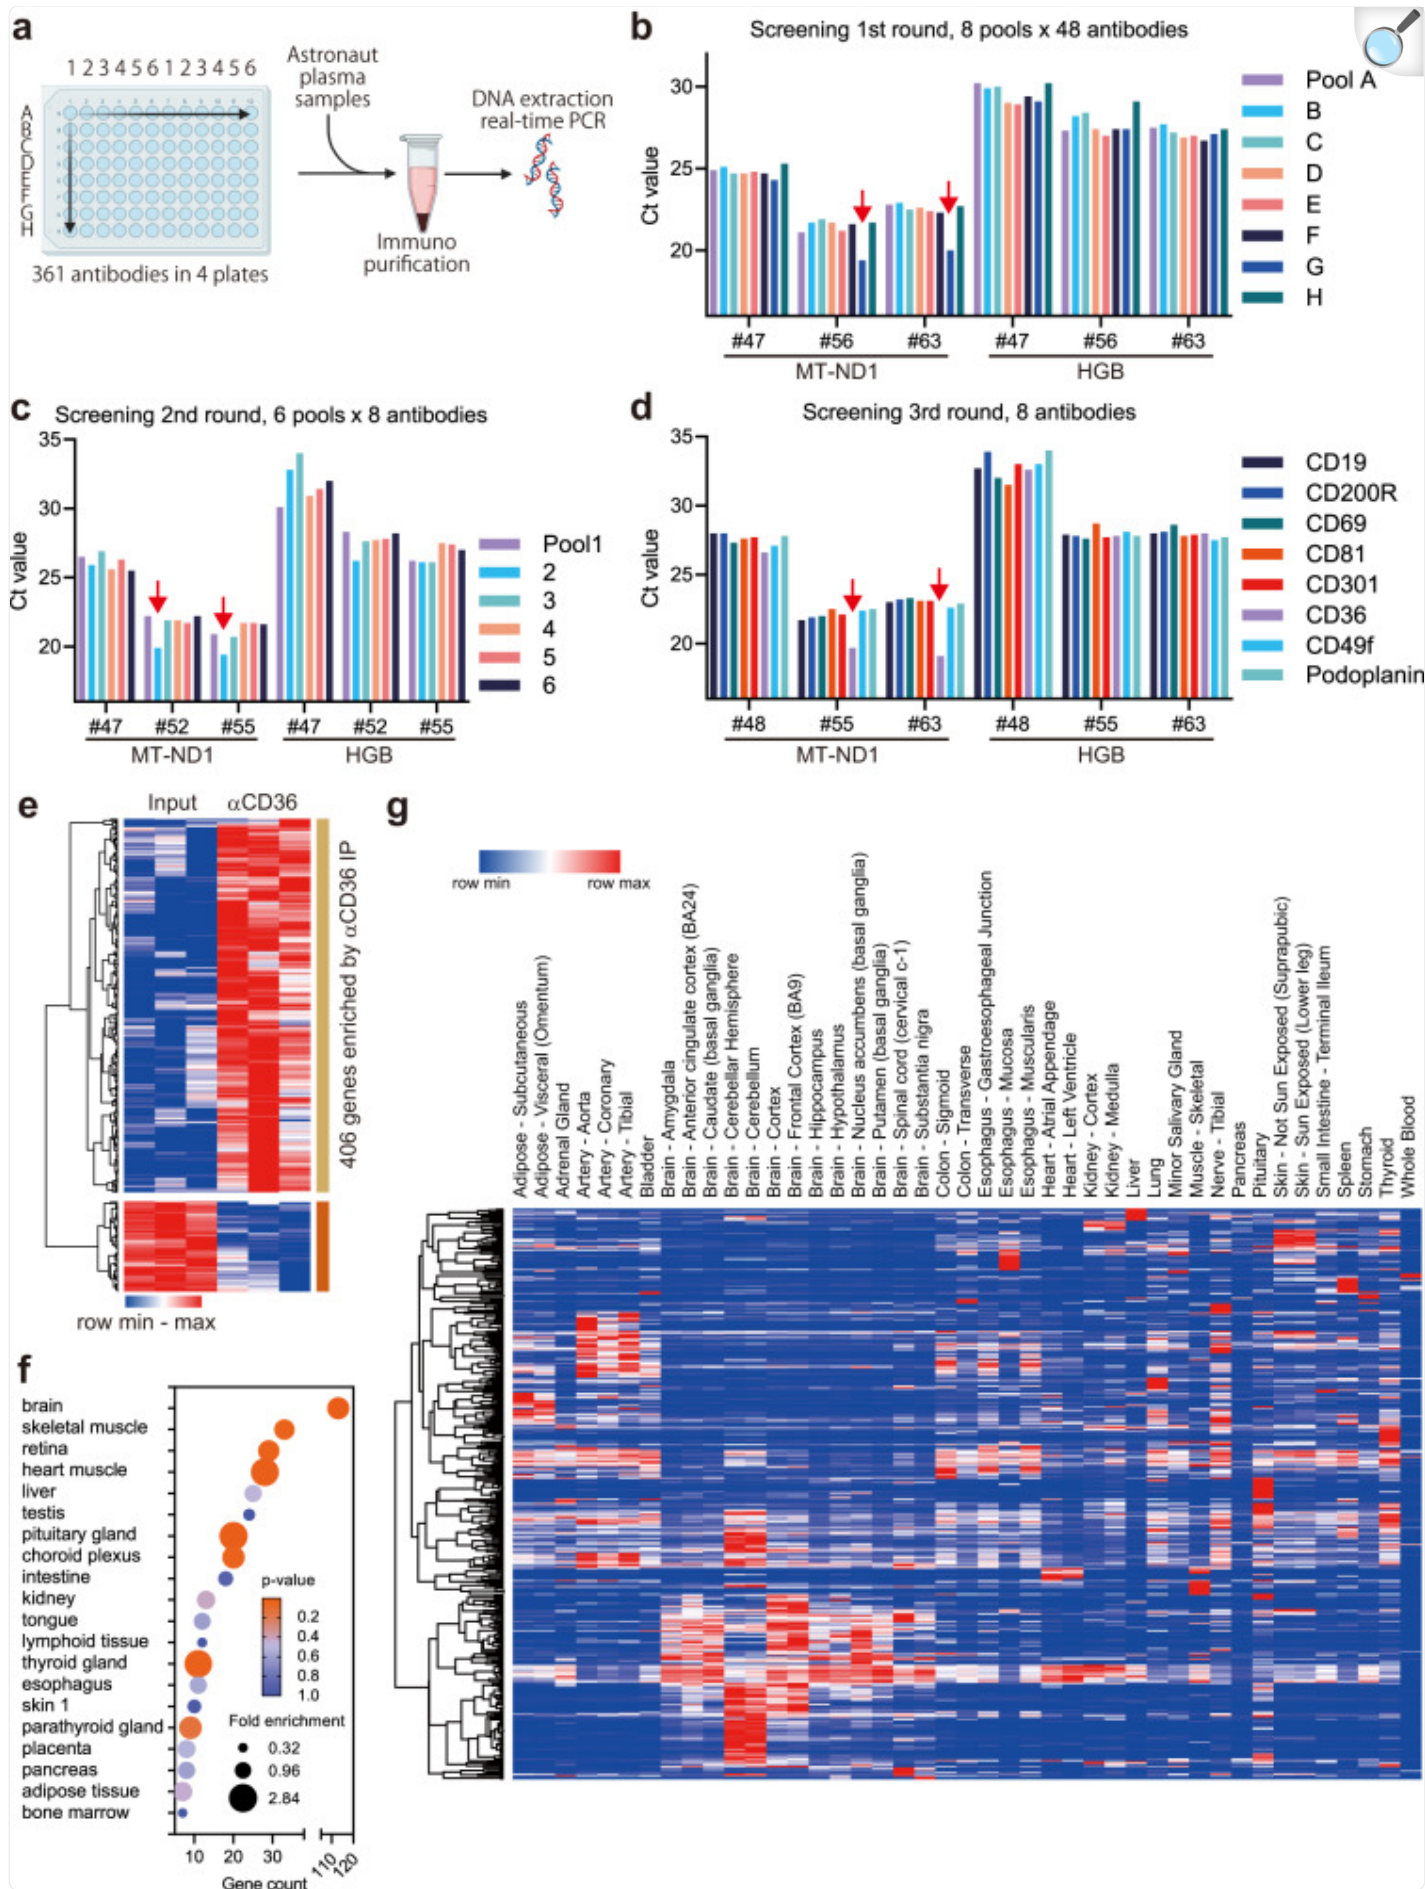 a
1 2 3 4 5 6 1 2 3 4 5 6
A
B
C
D
E
F
G
H
361 antibodies in 4 plates
Astronaut
plasma
samples
Immuno
purification
DNA extraction
real-time PCR
b
Screening 1st round, 8 pools x 48 antibodies
Ct value
30
25
20
#47 #56 #63 #47 #56 #63
MT-ND1 HGB
Pool A
B
C
D
E
F
G
H
c
Screening 2nd round, 6 pools x 8 antibodies
Ct value
35
30
25
20
#47 #52 #55 #47 #52 #55
MT-ND1 HGB
Pool1
2
3
4
5
6
d
Screening 3rd round, 8 antibodies
Ct value
35
30
25
20
#48 #55 #63 #48 #55 #63
MT-ND1 HGB
CD19
CD200R
CD69
CD81
CD301
CD36
CD49f
Podoplanin
e
Input αCD36
406 genes enriched by αCD36 IP
row min - max
f
brain
skeletal muscle
retina
heart muscle
liver
testis
pituitary gland
choroid plexus
intestine
kidney
tongue
lymphoid tissue
thyroid gland
esophagus
skin 1
parathyroid gland
placenta
pancreas
adipose tissue
bone marrow
p-value
0.2
0.4
0.6
0.8
1.0
Fold enrichment
0.32
0.96
2.84
10 20 30 110 120
Gene count
g
row min row max
Adipose - Subcutaneous
Adipose - Visceral (Omentum)
Adrenal Gland
Artery - Aorta
Artery - Coronary
Artery - Tibial
Bladder
Brain - Amygdala
Brain - Anterior cingulate cortex (BA24)
Brain - Caudate (basal ganglia)
Brain - Cerebellar Hemisphere
Brain - Cerebellum
Brain - Cortex
Brain - Frontal Cortex (BA9)
Brain - Hippocampus
Brain - Hypothalamus
Brain - Nucleus accumbens (basal ganglia)
Brain - Putamen (basal ganglia)
Brain - Spinal cord (cervical c-1)
Brain - Substantia nigra
Colon - Sigmoid
Colon - Transverse
Esophagus - Gastroesophageal Junction
Esophagus - Mucosa
Esophagus - Muscularis
Heart - Atrial Appendage
Heart - Left Ventricle
Kidney - Cortex
Kidney - Medulla
Liver
Lung
Minor Salivary Gland
Muscle - Skeletal
Nerve - Tibial
Pancreas
Pituitary
Skin - Not Sun Exposed (Suprapubic)
Skin - Sun Exposed (Lower leg)
Small Intestine - Terminal Ileum
Spleen
Stomach
Thyroid
Whole Blood